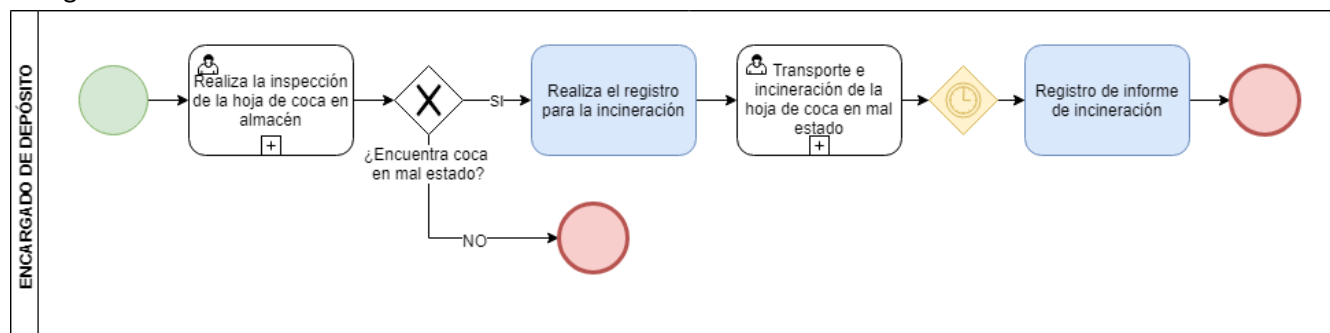 ENCARGADO DE DEPÓSITO
Realiza la inspección
de la hoja de coca en
almacén
¿Encuentra coca
en mal estado?
SI
NO
Realiza el registro
para la incineración
Transporte e
incineración de la
hoja de coca en mal
estado
Registro de informe
de incineración